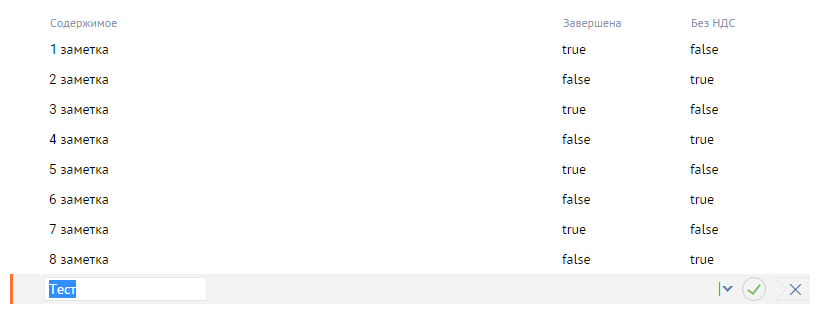 Содержимое Завершена Без НДС
1 заметка true false
2 заметка false true
3 заметка true false
4 заметка false true
5 заметка true false
6 заметка false true
7 заметка true false
8 заметка false true
Тест